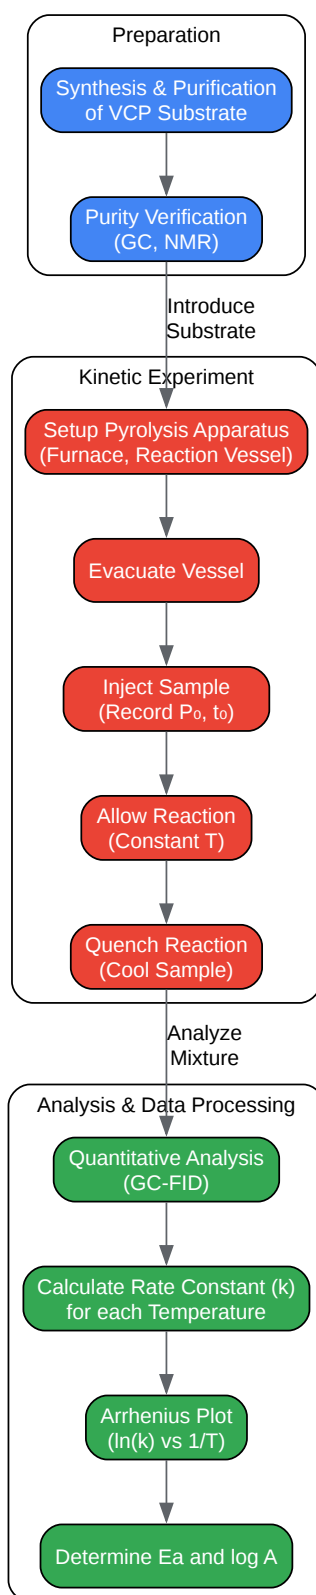 Preparation
Synthesis & Purification
of VCP Substrate
Purity Verification
(GC, NMR)
Introduce
Substrate
Kinetic Experiment
Setup Pyrolysis Apparatus
(Furnace, Reaction Vessel)
Evacuate Vessel
Inject Sample
(Record P₀, t₀)
Allow Reaction
(Constant T)
Quench Reaction
(Cool Sample)
Analyze
Mixture
Analysis & Data Processing
Quantitative Analysis
(GC-FID)
Calculate Rate Constant (k)
for each Temperature
Arrhenius Plot
(ln(k) vs 1/T)
Determine Ea and log A